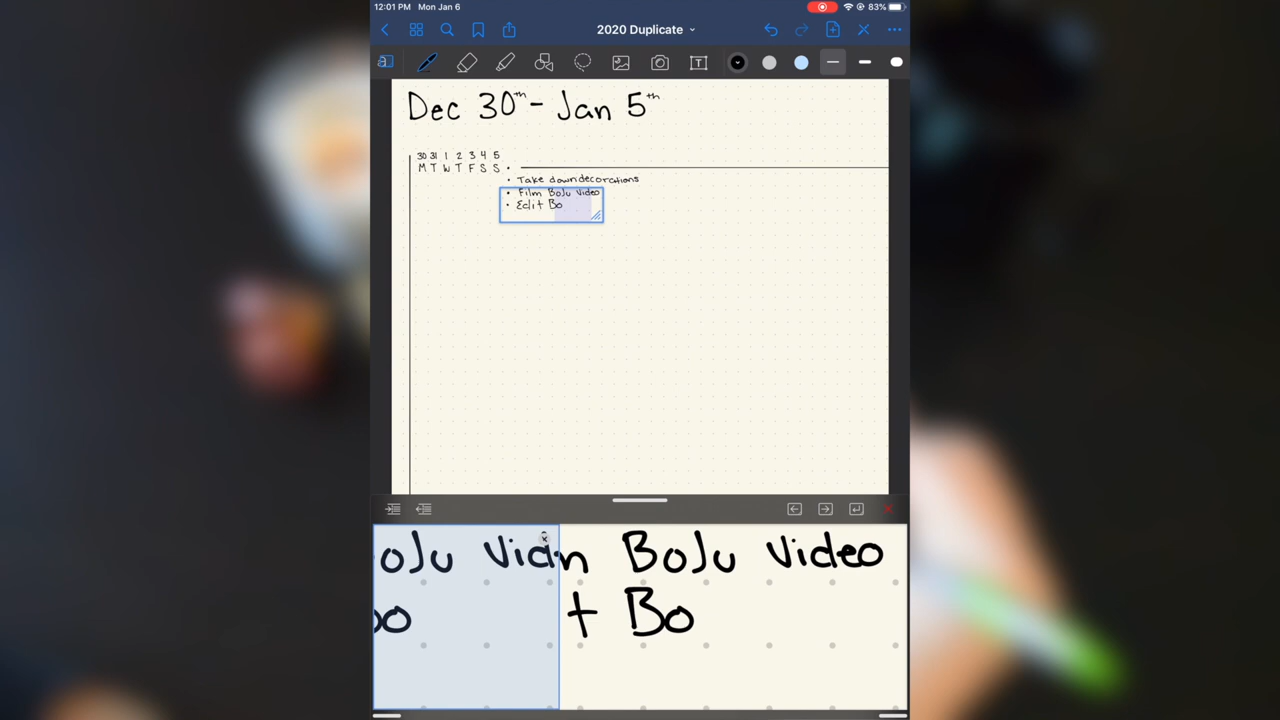 12:01 PM Mon Jan 6 83%
2020 Duplicate
T
Dec 30th - Jan 5th
30 31 1 2 3 4 5
M T W T F S S
• Take down decorations
• Film BoJu Video
• Edit Bo
oJu Vid n BoJu Video
oo t Bo